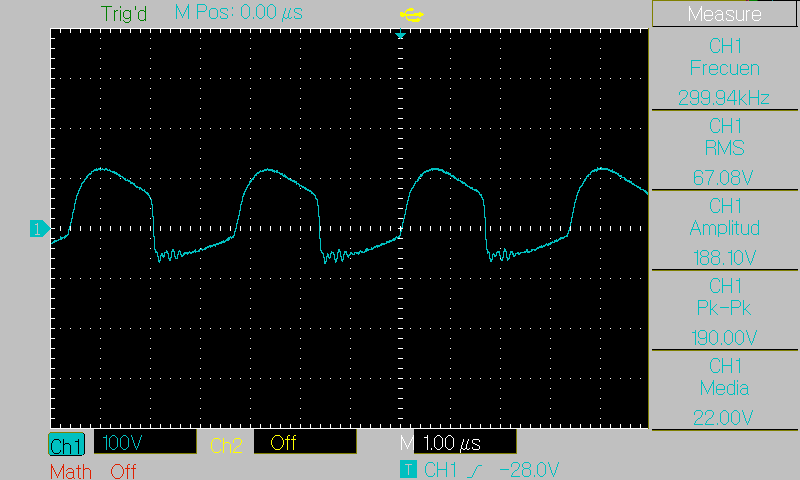 Trig'd M Pos: 0.00 μs
Measure
CH1
Frecuen
299.94kHz
CH1
RMS
67.08V
CH1
Amplitud
188.10V
CH1
Pk-Pk
190.00V
CH1
Media
22.00V
1
Ch1 100V Ch2 Off M 1.00 μs
Math Off T CH1 -28.0V